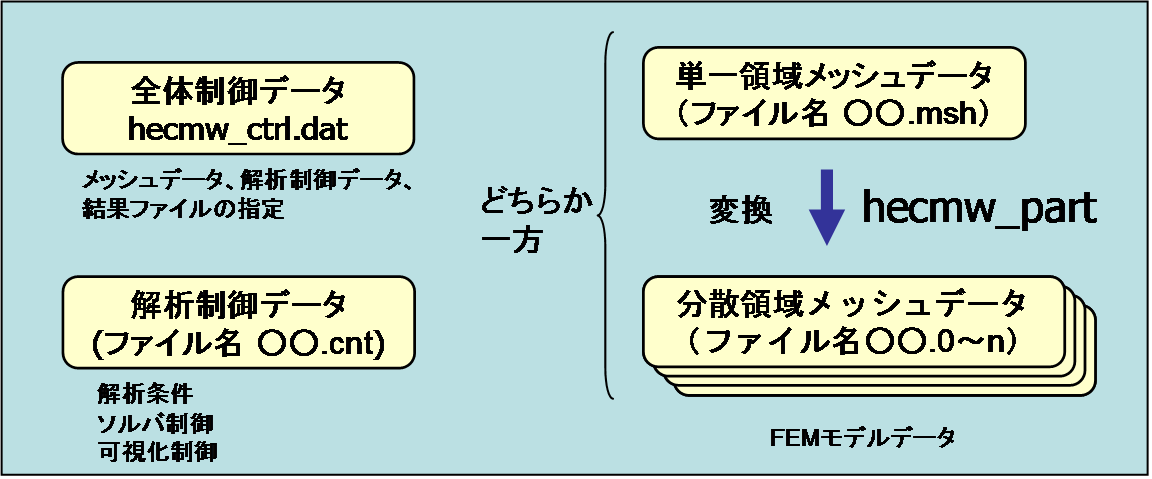 全体制御データ
hecmw_ctrl.dat
メッシュデータ、解析制御データ、
結果ファイルの指定
解析制御データ
(ファイル名 〇〇.cnt)
解析条件
ソルバ制御
可視化制御
どちらか
一方
単一領域メッシュデータ
（ファイル名 〇〇.msh）
変換
hecmw_part
分散領域メッシュデータ
（ファイル名〇〇.0～n）
FEMモデルデータ